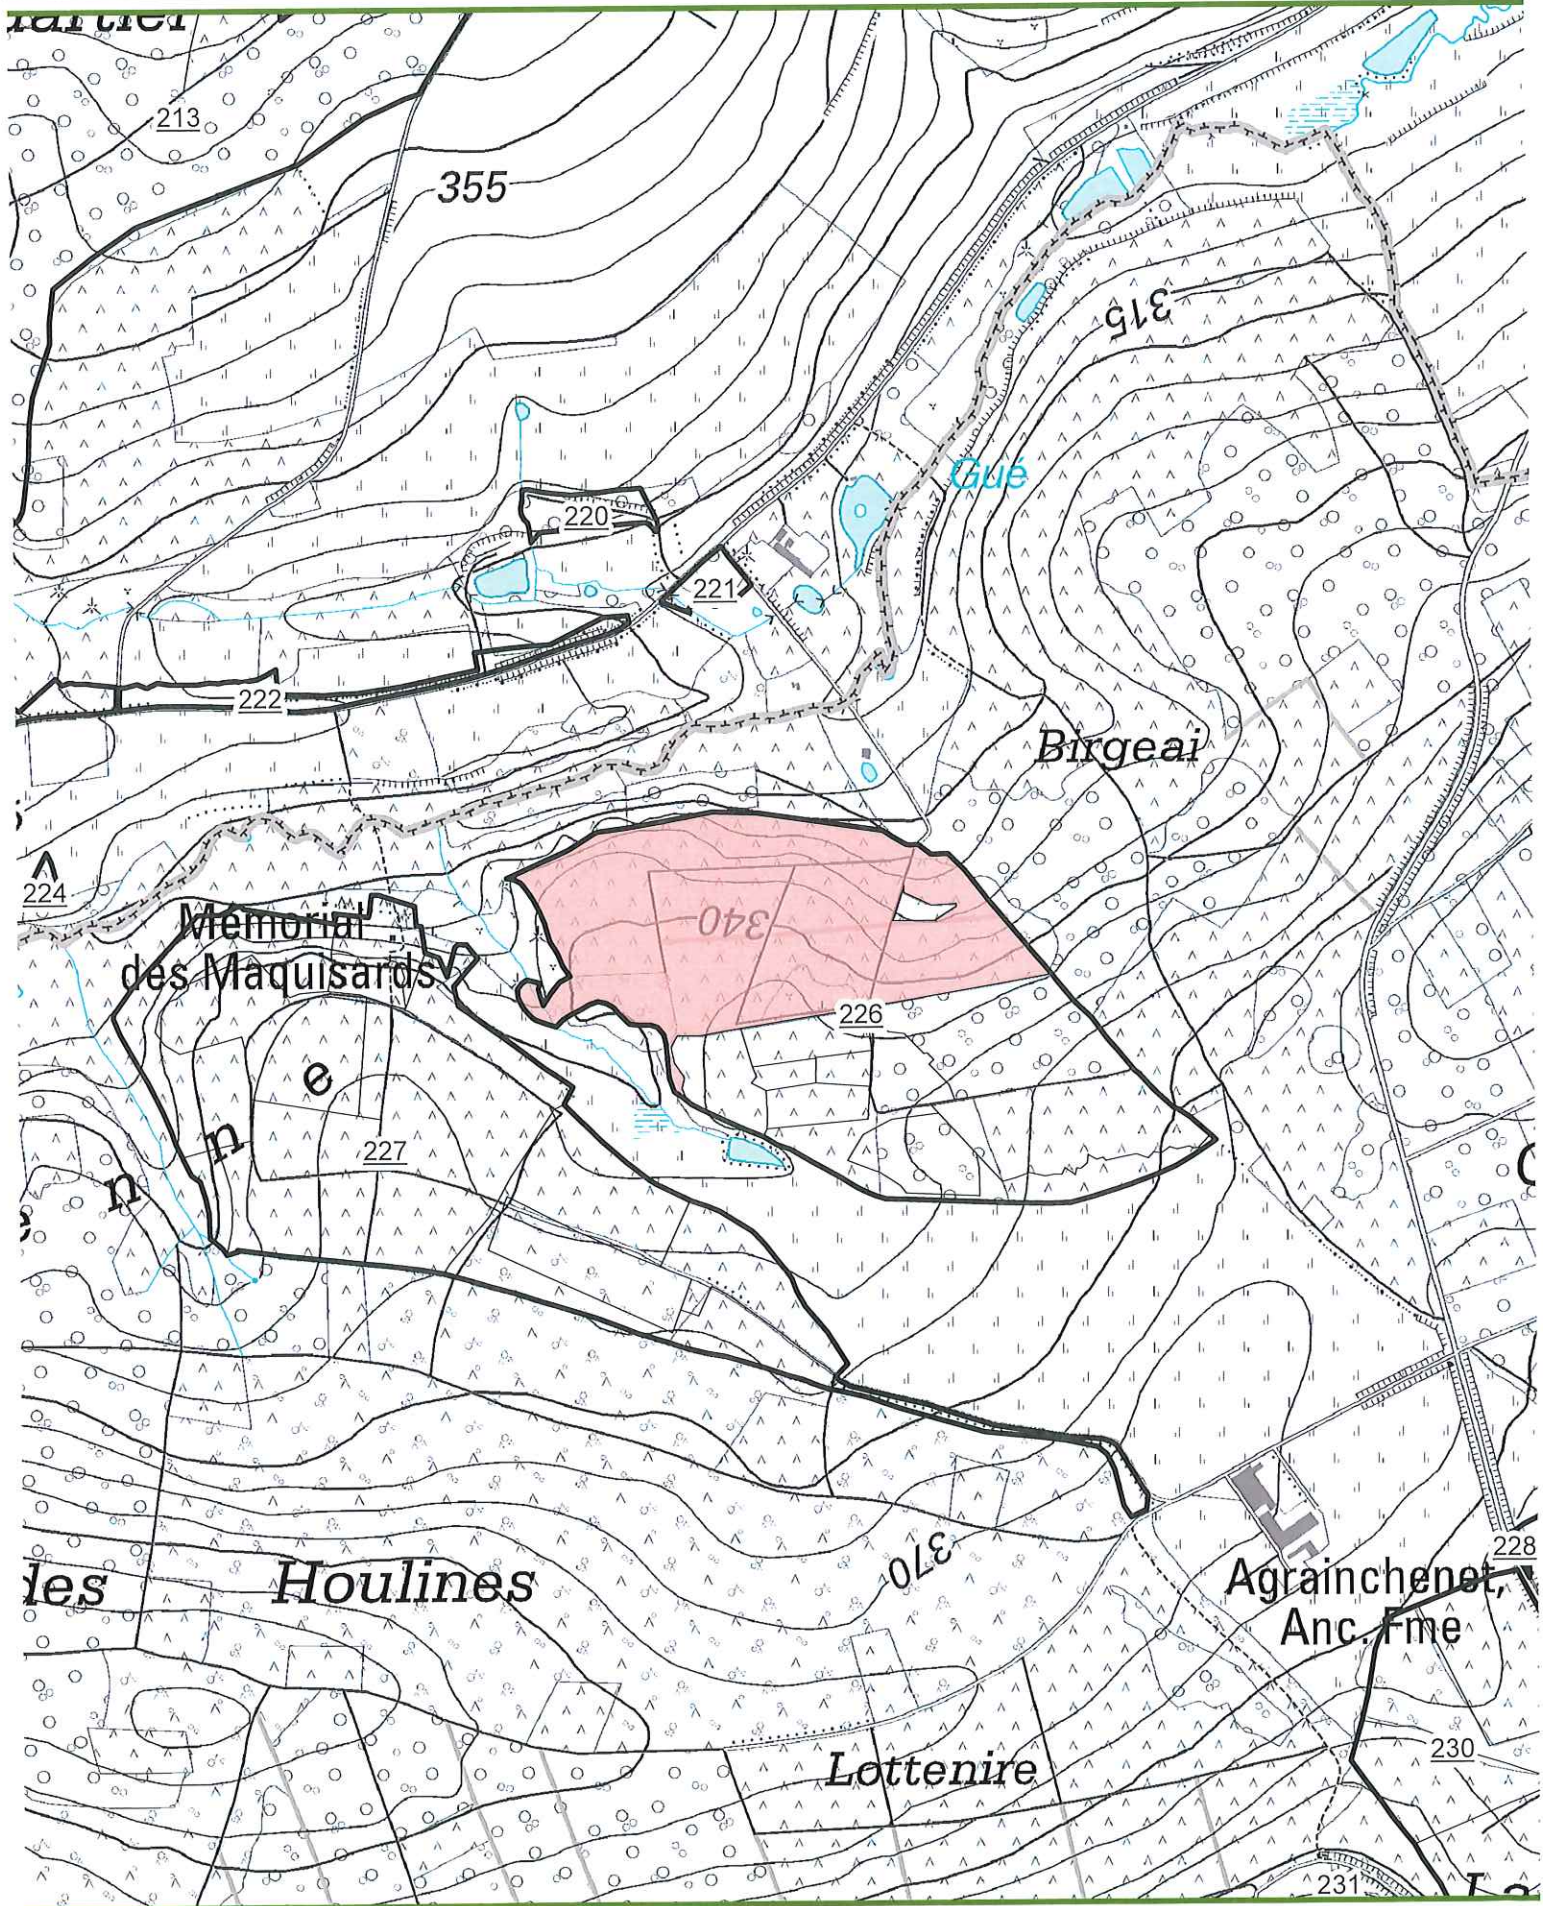 213
355
315
Gué
220
221
222
Birgeai
224
Mémorial
des Maquisards
340
226
e
n
227
n
Houlines
les
370
228
Agrainchenet,
Anc. Fme
230
Lottenire
231